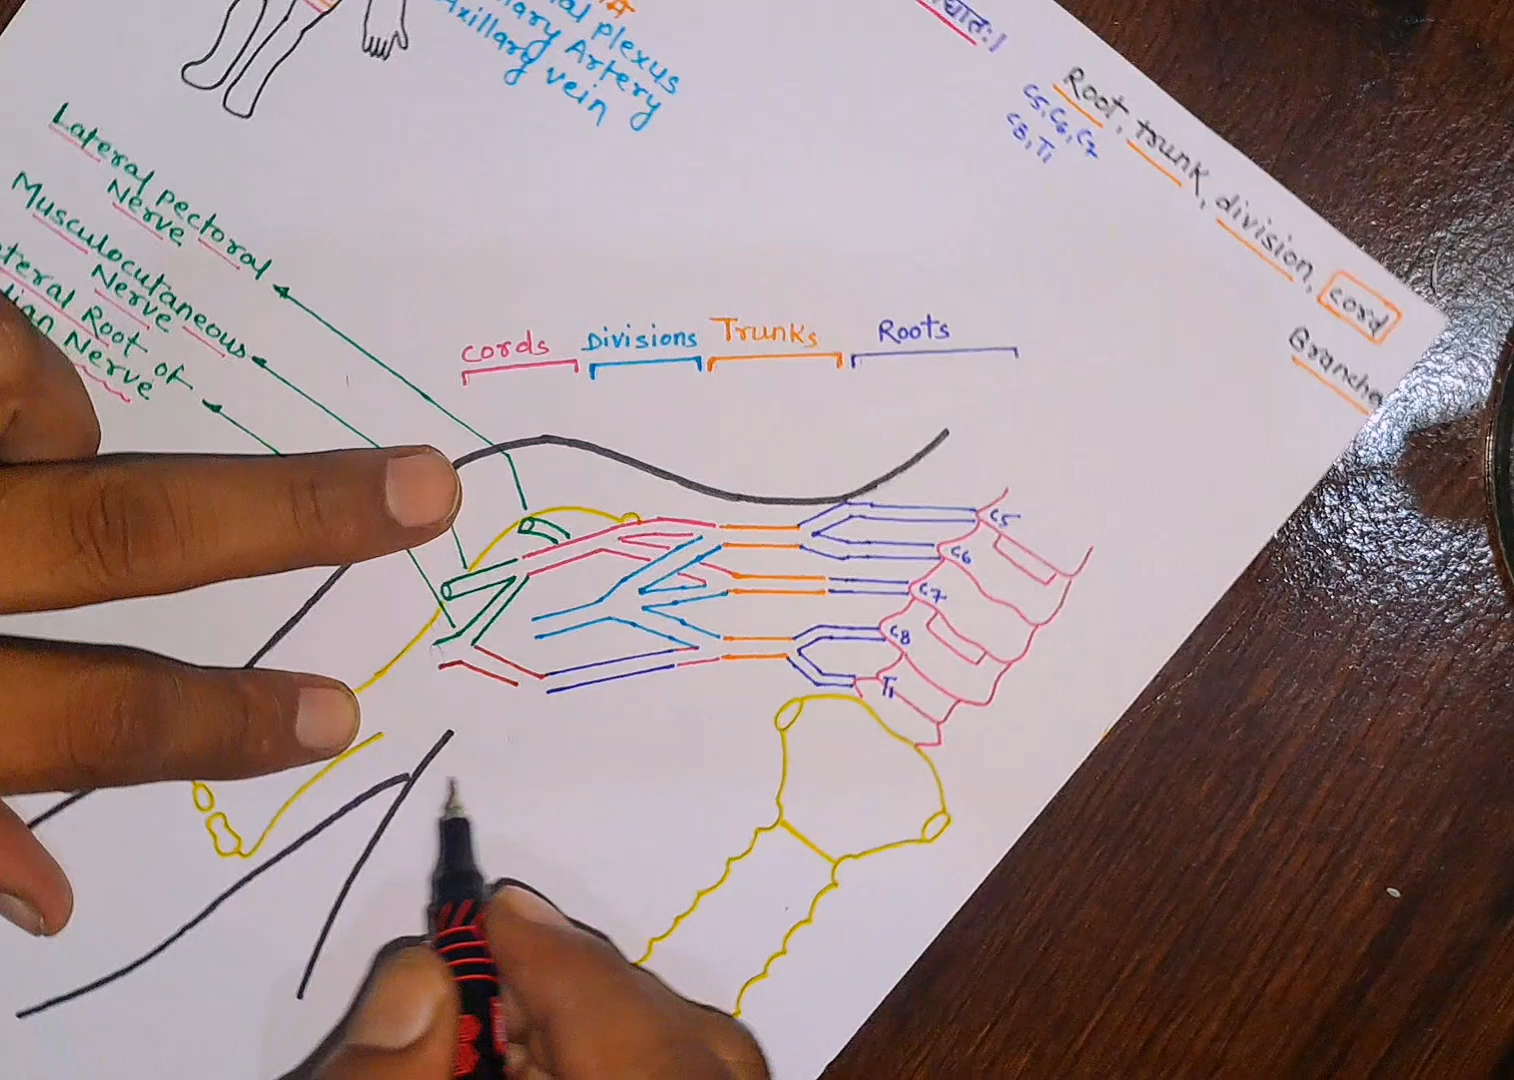 plexus
Artery
Axillary vein
Root, trunk, division, cord
C5, C6, C7
C8, T1
Lateral pectoral
Nerve
Musculocutaneous
Nerve
Root of
Nerve
Cords Divisions Trunks Roots
C5
C6
C7
C8
T1